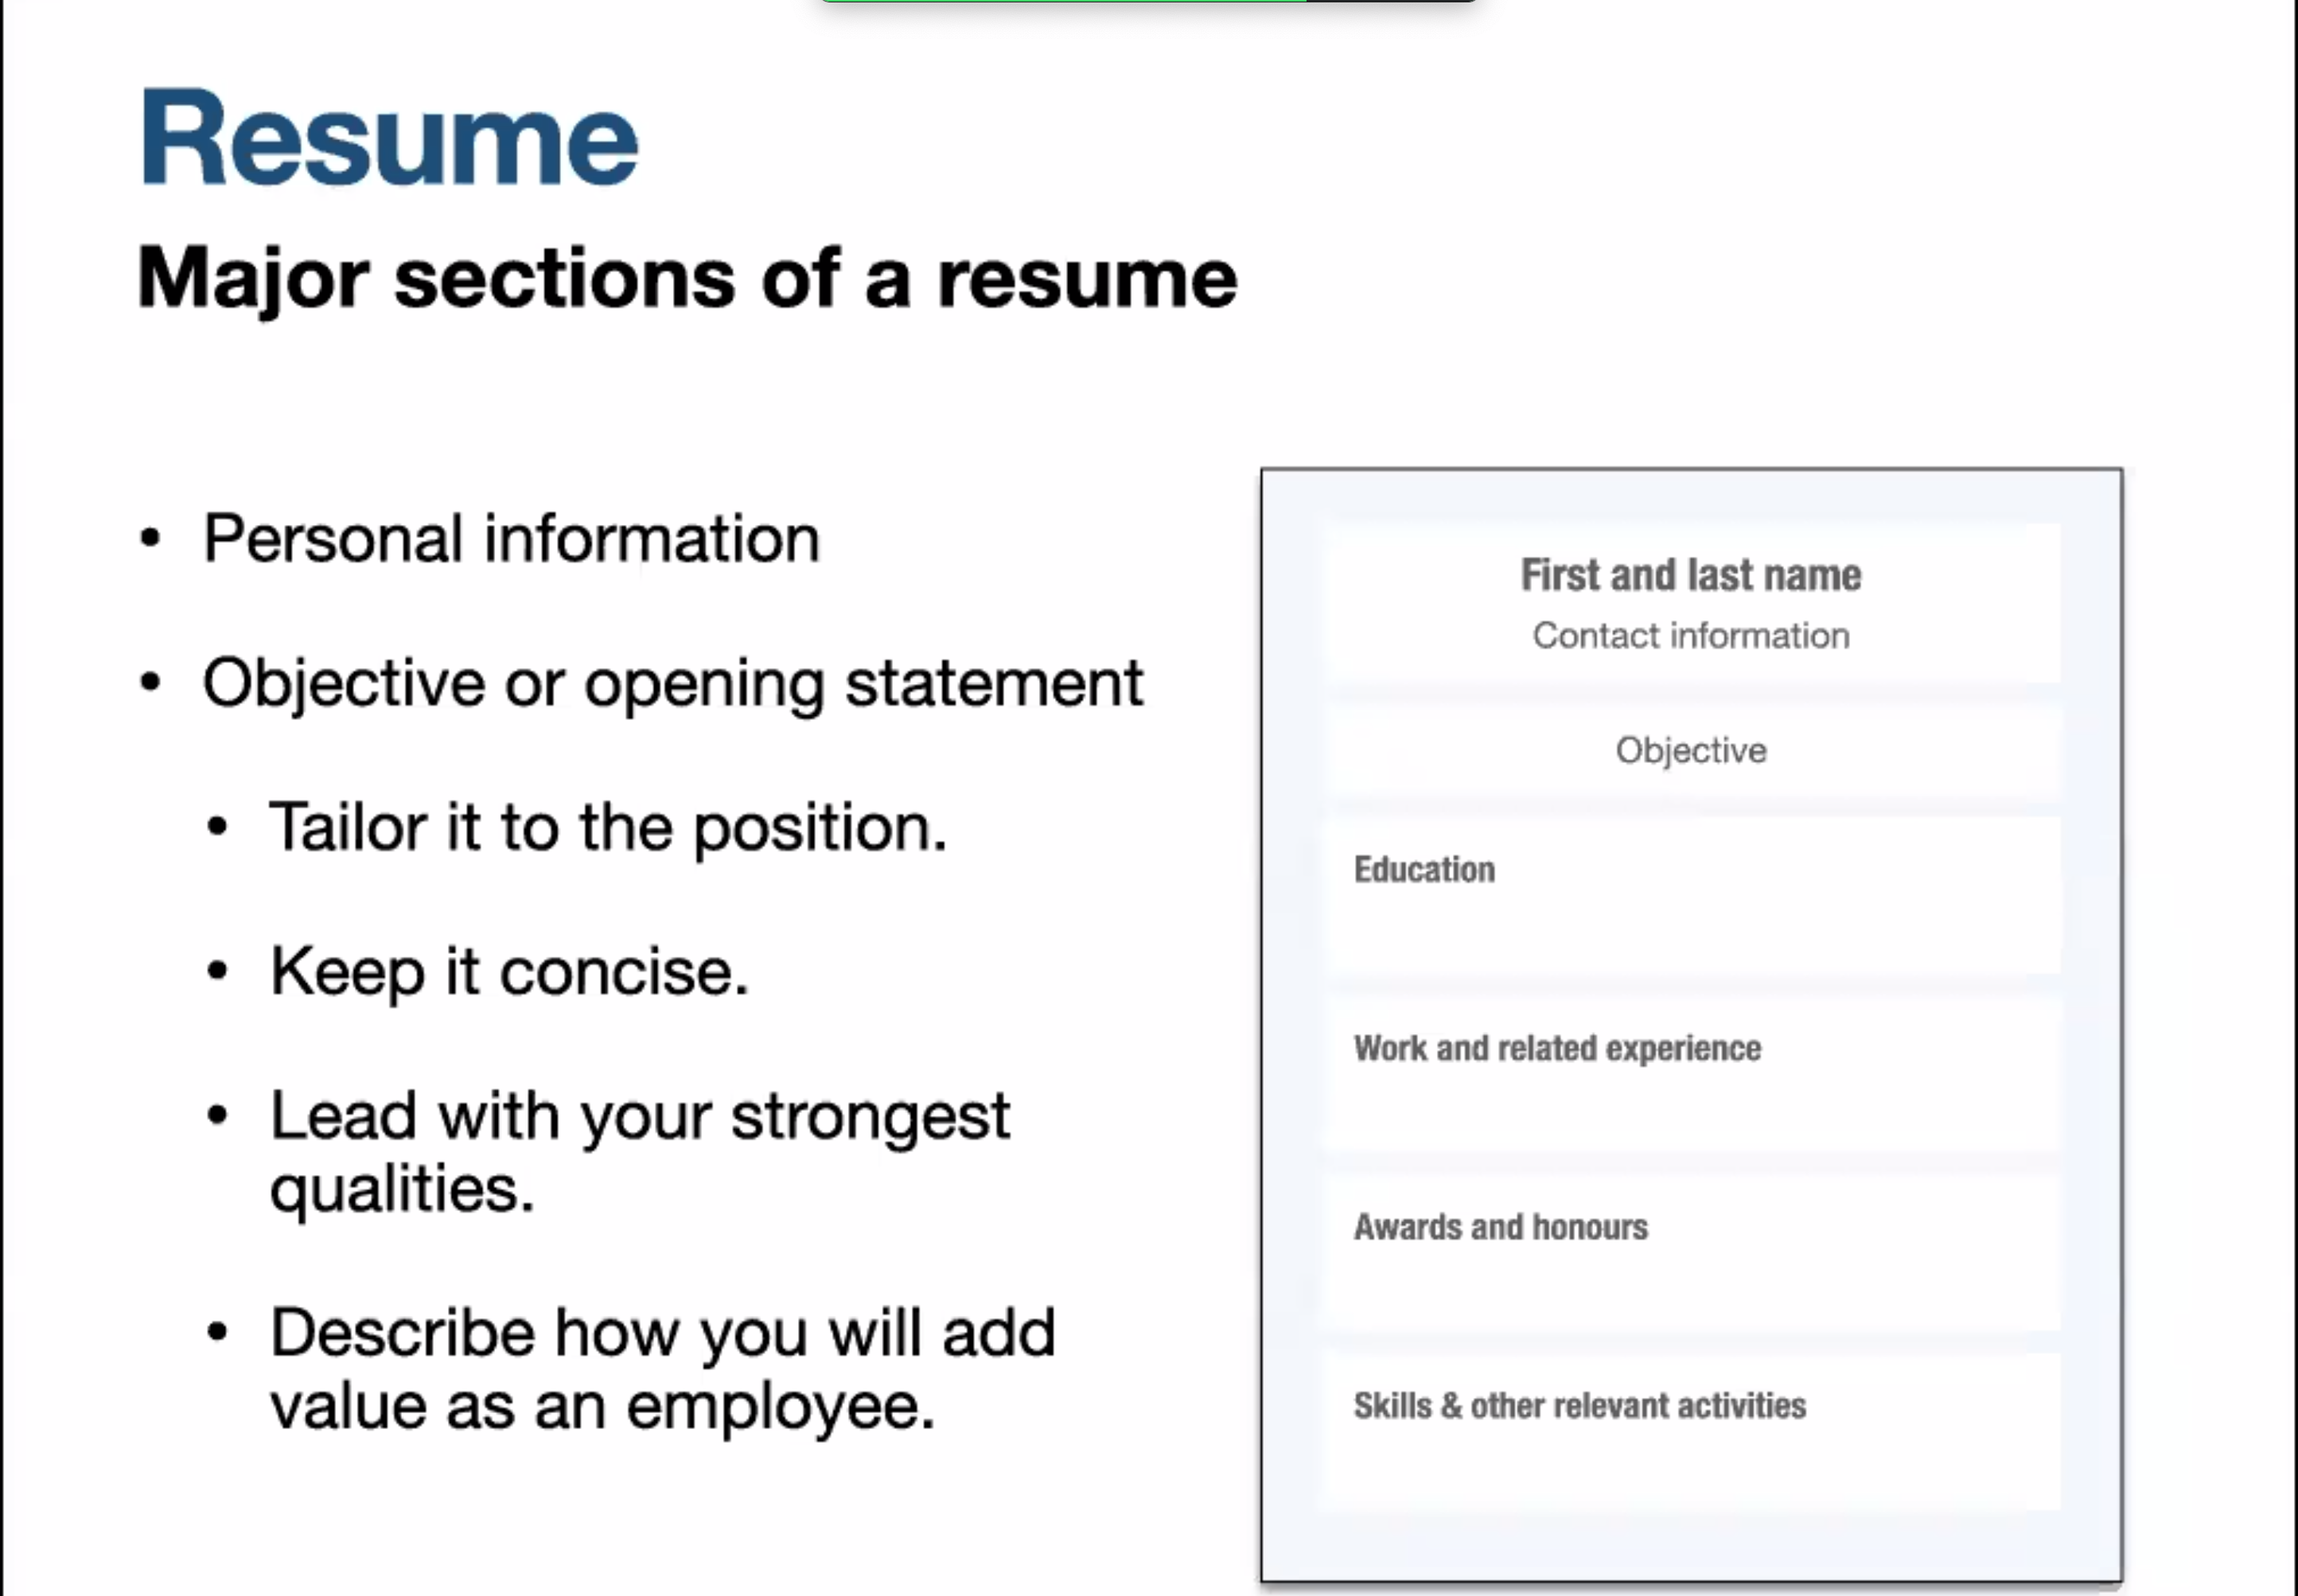 Resume
Major sections of a resume
• Personal information
• Objective or opening statement
• Tailor it to the position.
• Keep it concise.
• Lead with your strongest
qualities.
• Describe how you will add
value as an employee.
First and last name
Contact information
Objective
Education
Work and related experience
Awards and honours
Skills & other relevant activities